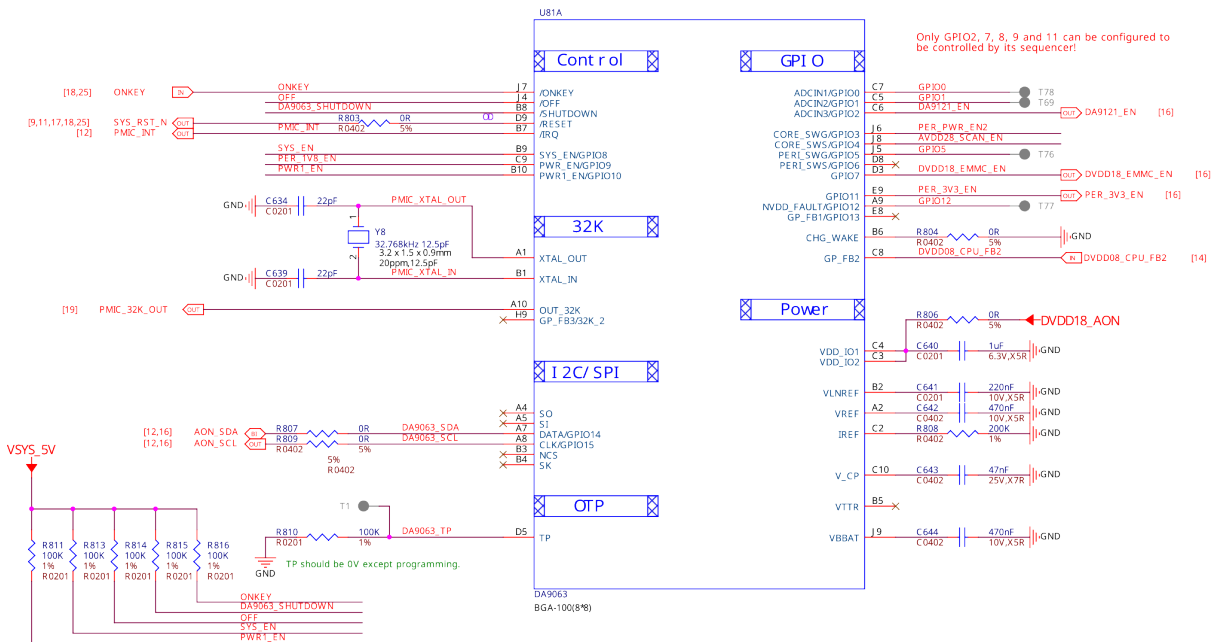 U81A
Only GPIO2, 7, 8, 9 and 11 can be configured to
be controlled by its sequencer!
Control
GPIO
[18,25] ONKEY IN ONKEY J7 /ONKEY
OFF J4 /OFF
DA9063_SHUTDOWN B8 /SHUTDOWN
[9,11,17,18,25] SYS_RST_N OUT R803 0R D9 /RESET
[12] PMIC_INT OUT PMIC_INT R0402 5% B7 /IRQ
SYS_EN B9 SYS_EN/GPIO8
PER_1V8_EN C9 PWR_EN/GPIO9
PWR1_EN B10 PWR1_EN/GPIO10
ADCIN1/GPIO0 C7 GPIO0 T78
ADCIN2/GPIO1 C5 GPIO1 T69
ADCIN3/GPIO2 C6 DA9121_EN OUT DA9121_EN [16]
CORE_SWG/GPIO3 J6 PER_PWR_EN2
CORE_SWS/GPIO4 J8 AVDD28_SCAN_EN
PERI_SWG/GPIO5 J5 GPIO5 T76
PERI_SWS/GPIO6 D8
GPIO7 D3 DVDD18_EMMC_EN OUT DVDD18_EMMC_EN [16]
GPIO11 E9 PER_3V3_EN OUT PER_3V3_EN [16]
NVDD_FAULT/GPIO12 A9 GPIO12 T77
GP_FB1/GPIO13 E8
CHG_WAKE B6 R804 0R GND
R0402 5%
GP_FB2 C8 DVDD08_CPU_FB2 IN DVDD08_CPU_FB2 [14]
GND C634 22pF PMIC_XTAL_OUT
C0201
1
Y8
32.768kHz 12.5pF
3.2 x 1.5 x 0.9mm
20ppm,12.5pF
2
GND C639 22pF PMIC_XTAL_IN
C0201
32K
A1 XTAL_OUT
B1 XTAL_IN
[19] PMIC_32K_OUT OUT A10 OUT_32K
H9 GP_FB3/32K_2
Power
R806 0R DVDD18_AON
R0402 5%
VDD_IO1 C4 C640 1uF GND
VDD_IO2 C3 C0201 6.3V,X5R
VLNREF B2 C641 220nF GND
C0201 10V,X5R
VREF A2 C642 470nF GND
C0402 10V,X5R
IREF C2 R808 200K GND
R0402 1%
V_CP C10 C643 47nF GND
C0402 25V,X7R
VTTR B5
VBBAT J9 C644 470nF GND
C0402 10V,X5R
I2C/SPI
A4 SO
A5 SI
[12,16] AON_SDA BI R807 0R DA9063_SDA A7 DATA/GPIO14
[12,16] AON_SCL OUT R809 0R DA9063_SCL A8 CLK/GPIO15
R0402 5%
B3 NCS
5%
R0402
B4 SK
OTP
T1
R810 100K DA9063_TP D5 TP
R0201 1%
GND
TP should be 0V except programming.
VSYS_5V
R811 R813 R814 R815 R816
100K 100K 100K 100K 100K
1% 1% 1% 1% 1%
R0201 R0201 R0201 R0201 R0201
ONKEY
DA9063_SHUTDOWN
OFF
SYS_EN
PWR1_EN
DA9063
BGA-100(8*8)